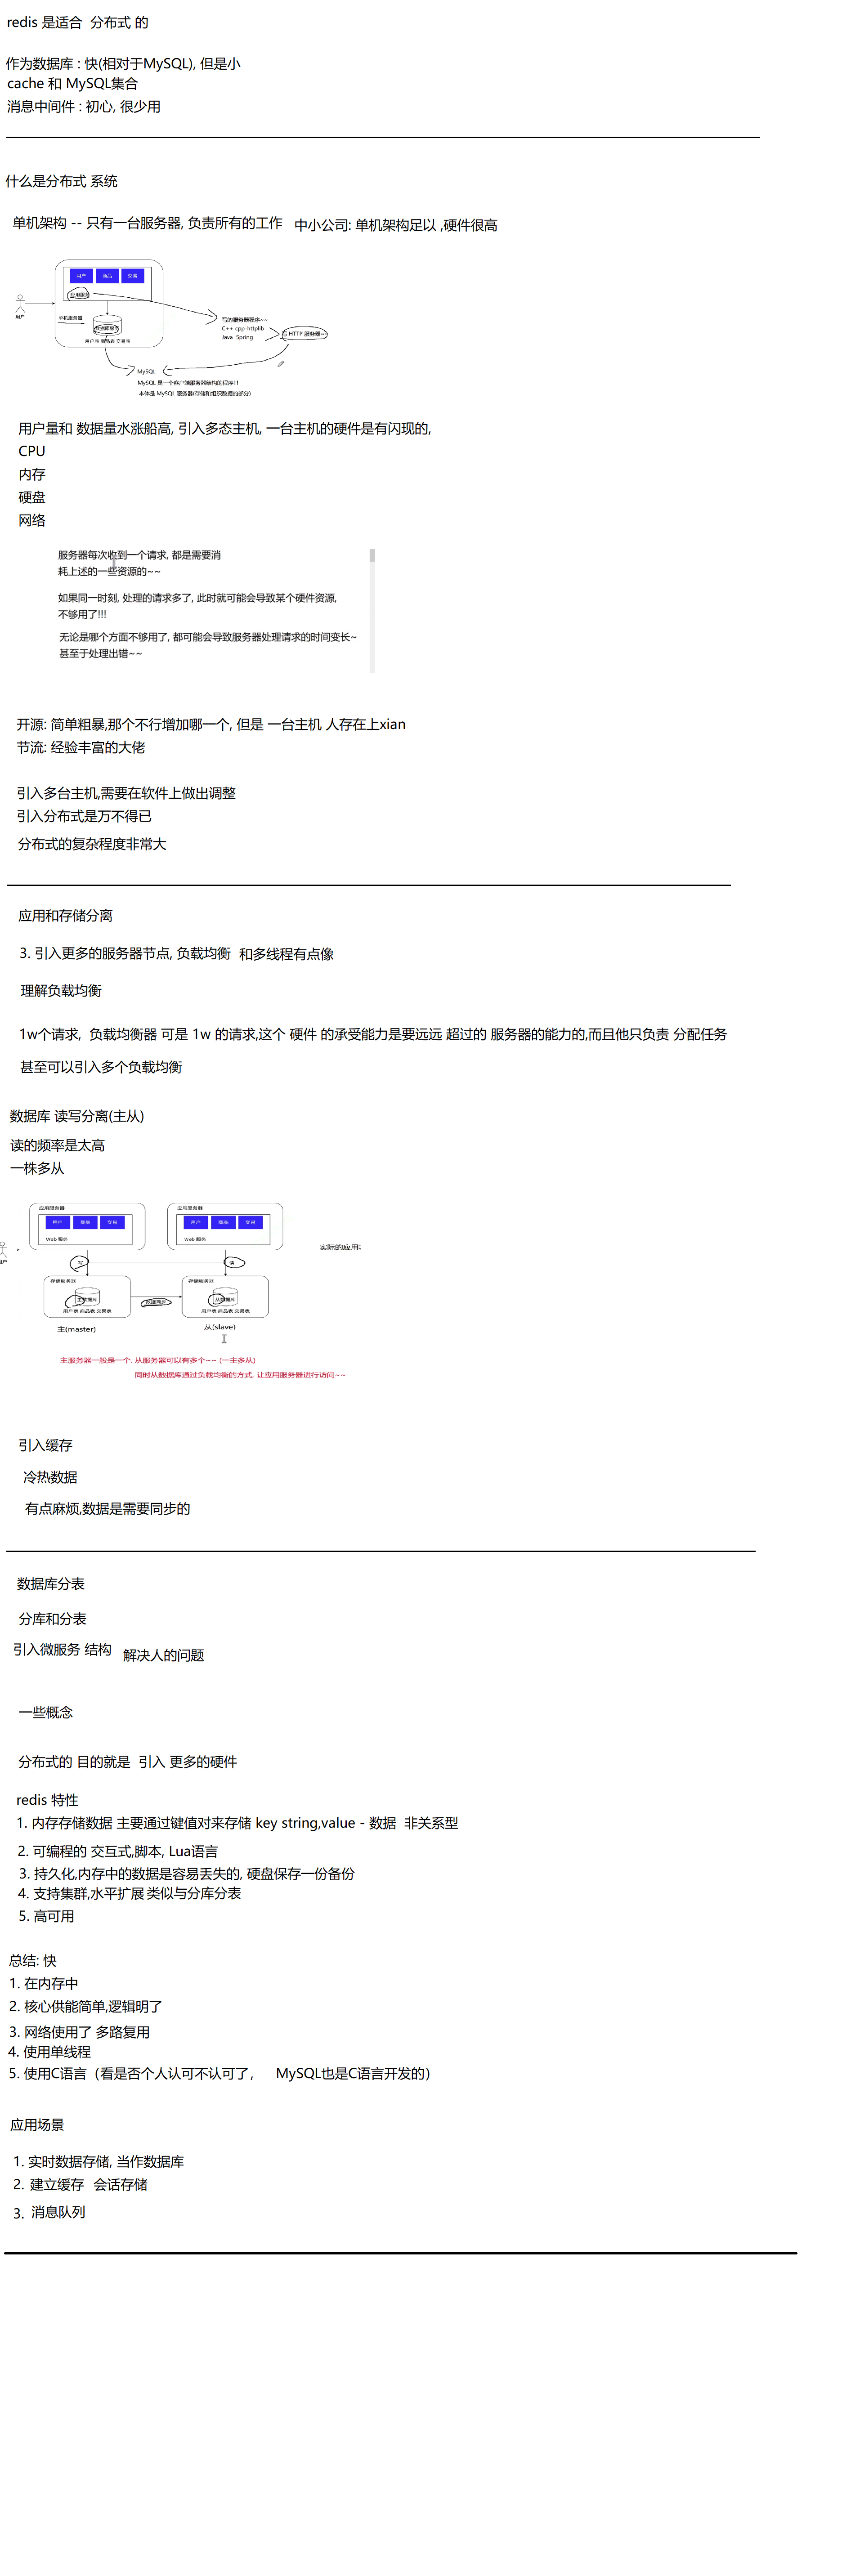 redis 是适合  分布式 的
作为数据库 : 快(相对于MySQL), 但是小
cache 和 MySQL集合
消息中间件 : 初心, 很少用
什么是分布式 系统
单机架构 -- 只有一台服务器, 负责所有的工作   中小公司: 单机架构足以 ,硬件很高
用户 商品 交易
应用服务
用户
单机服务器
数据库服务
用户表 商品表 交易表
写的服务器程序~~
C++ cpp-httplib
Java  Spring
写 HTTP 服务器~~
MySQL
MySQL 是一个客户端服务器结构的程序!!!
本体是 MySQL 服务器(存储和组织数据的部分)
用户量和 数据量水涨船高, 引入多态主机, 一台主机的硬件是有闪现的,
CPU
内存
硬盘
网络
服务器每次收到一个请求, 都是需要消
耗上述的一些资源的~~
如果同一时刻, 处理的请求多了, 此时就可能会导致某个硬件资源,
不够用了!!!
无论是哪个方面不够用了, 都可能会导致服务器处理请求的时间变长~
甚至于处理出错~~
开源: 简单粗暴,那个不行增加哪一个, 但是 一台主机 人存在上xian
节流: 经验丰富的大佬
引入多台主机,需要在软件上做出调整
引入分布式是万不得已
分布式的复杂程度非常大
应用和存储分离
3. 引入更多的服务器节点, 负载均衡  和多线程有点像
理解负载均衡
1w个请求,  负载均衡器 可是 1w 的请求,这个 硬件 的承受能力是要远远 超过的 服务器的能力的,而且他只负责 分配任务
甚至可以引入多个负载均衡
数据库 读写分离(主从)
读的频率是太高
一株多从
应用服务器 应用服务器
用户 商品 交易 用户 商品 交易
Web 服务 Web 服务
实际的应用
写 读
存储服务器 存储服务器
主数据库 数据同步 从数据库
用户表 商品表 交易表 用户表 商品表 交易表
主(master) 从(slave)
主服务器一般是一个, 从服务器可以有多个~~ (一主多从)
同时从数据库通过负载均衡的方式, 让应用服务器进行访问~~
引入缓存
冷热数据
有点麻烦,数据是需要同步的
数据库分表
分库和分表
引入微服务 结构   解决人的问题
一些概念
分布式的 目的就是  引入 更多的硬件
redis 特性
1. 内存存储数据 主要通过键值对来存储 key string,value - 数据  非关系型
2. 可编程的 交互式,脚本, Lua语言
3. 持久化,内存中的数据是容易丢失的, 硬盘保存一份备份
4. 支持集群,水平扩展 类似与分库分表
5. 高可用
总结: 快
1. 在内存中
2. 核心供能简单,逻辑明了
3. 网络使用了 多路复用
4. 使用单线程
5. 使用C语言（看是否个人认可不认可了，    MySQL也是C语言开发的）
应用场景
1. 实时数据存储, 当作数据库
2.  建立缓存  会话存储
3.  消息队列